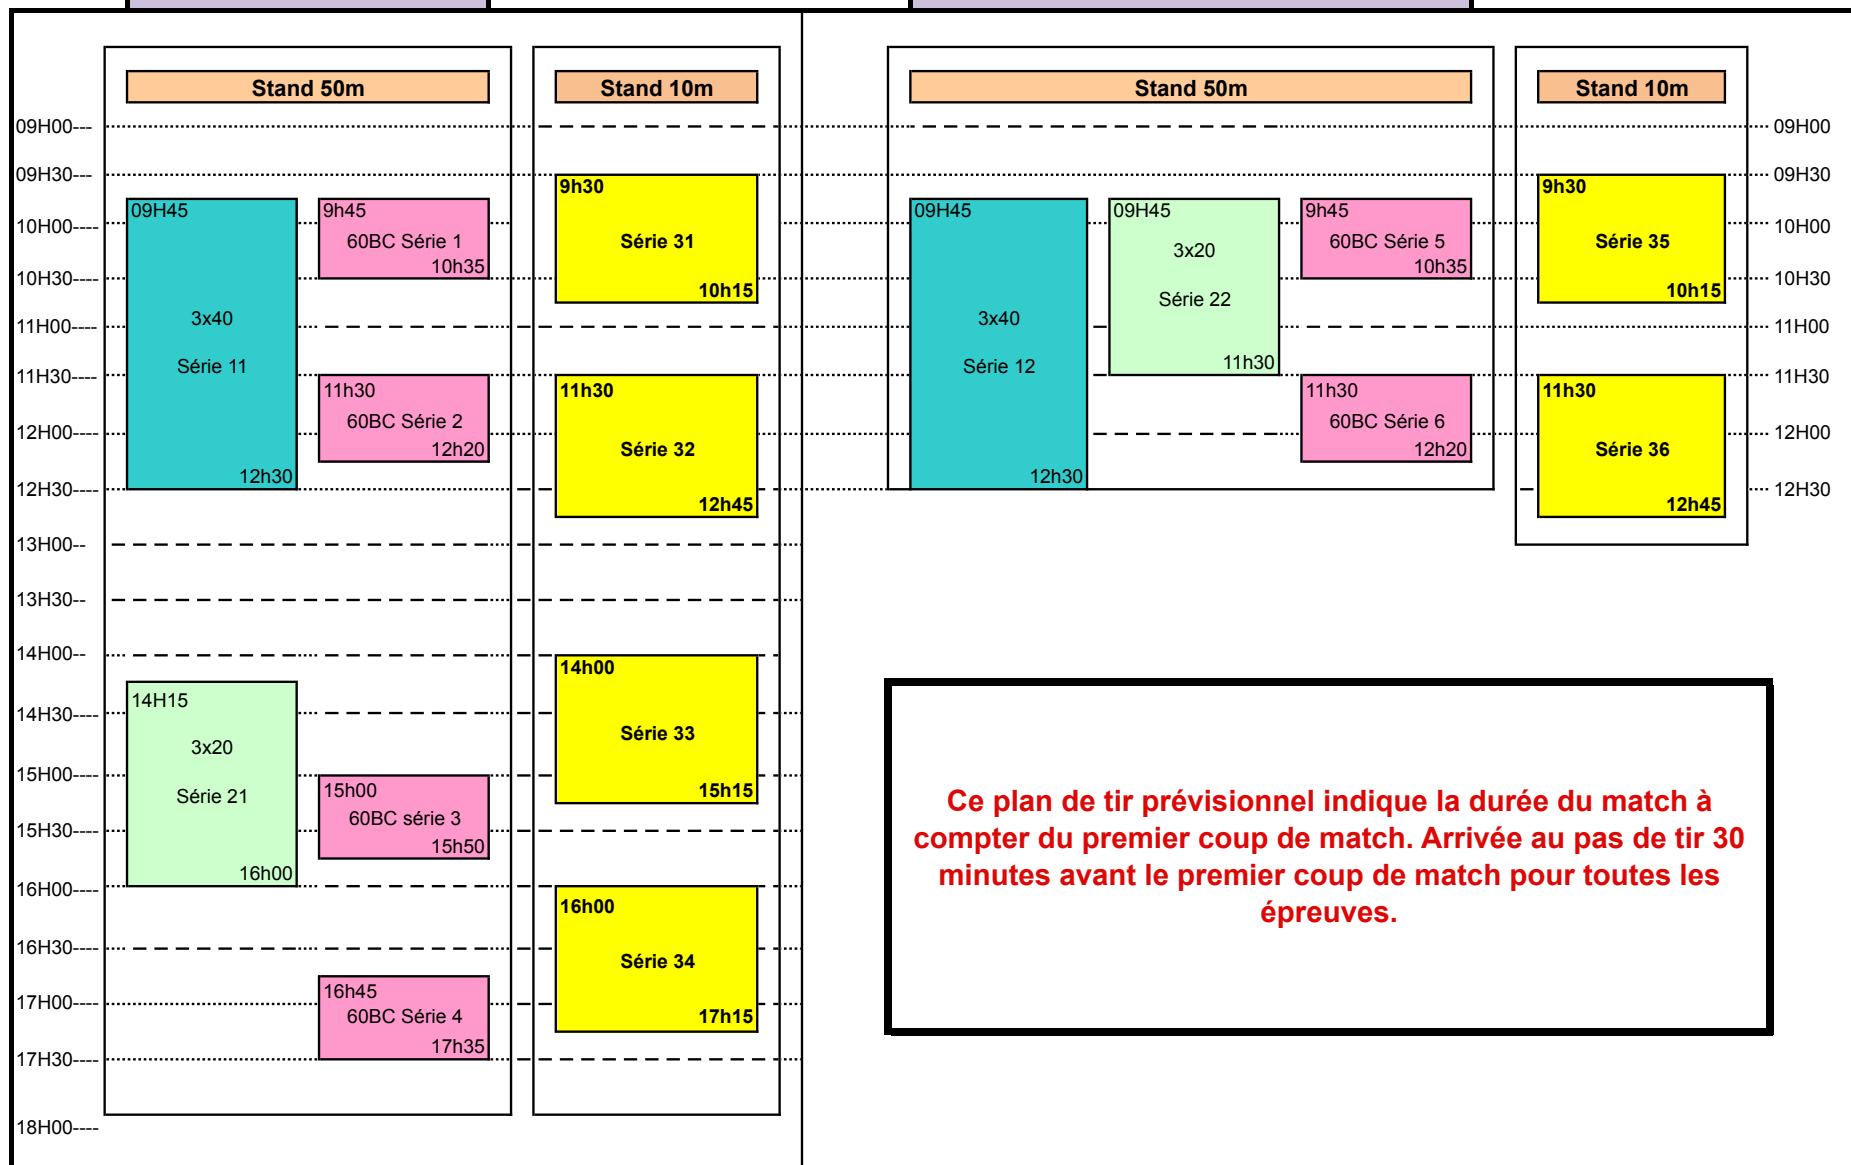 Stand 50m
Stand 10m
Stand 50m
Stand 10m
09H00---
09H00
09H30---
09H30
10H00----
10H00
10H30----
10H30
11H00----
11H00
11H30----
11H30
12H00----
12H00
12H30----
12H30
13H00--
13H30--
14H00--
14H30----
15H00----
15H30----
16H00----
16H30----
17H00----
17H30----
18H00----
09H45
3x40
Série 11
12h30
9h45
60BC Série 1
10h35
11h30
60BC Série 2
12h20
14H15
3x20
Série 21
16h00
15h00
60BC série 3
15h50
16h45
60BC Série 4
17h35
9h30
Série 31
10h15
11h30
Série 32
12h45
14h00
Série 33
15h15
16h00
Série 34
17h15
09H45
3x40
Série 12
12h30
09H45
3x20
Série 22
11h30
9h45
60BC Série 5
10h35
11h30
60BC Série 6
12h20
9h30
Série 35
10h15
11h30
Série 36
12h45
Ce plan de tir prévisionnel indique la durée du match à
compter du premier coup de match. Arrivée au pas de tir 30
minutes avant le premier coup de match pour toutes les
épreuves.